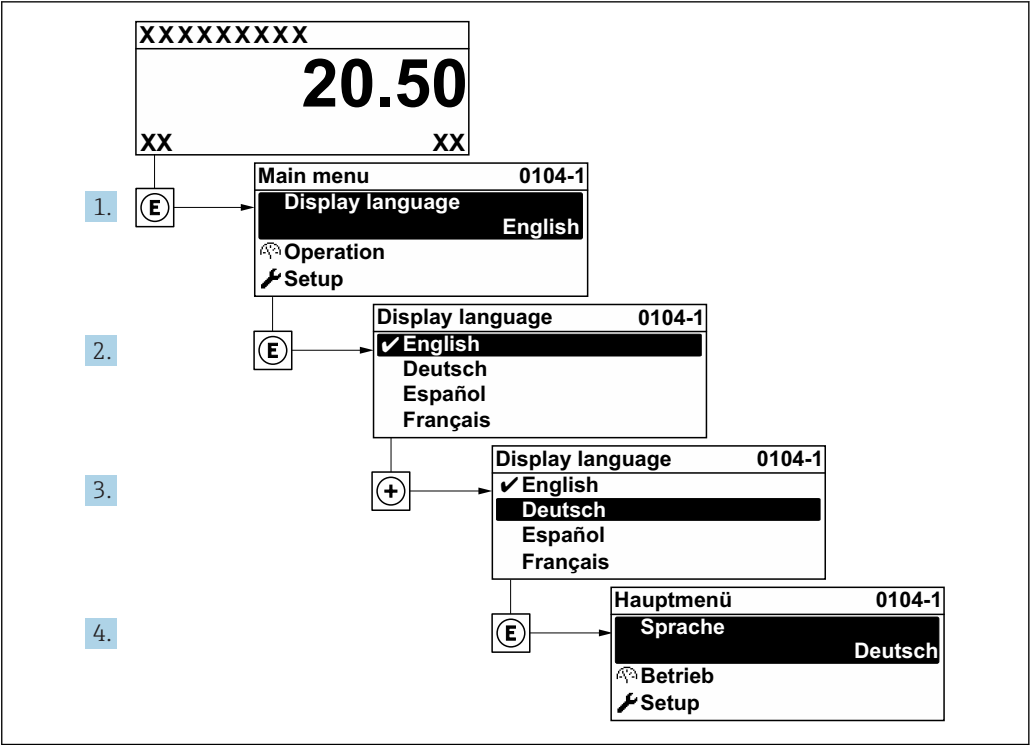 XXXXXXXXX
20.50
XX XX
Main menu 0104-1
1. E Display language
English
Operation
Setup
Display language 0104-1
2. E ✔English
Deutsch
Español
Français
Display language 0104-1
3. + ✔English
Deutsch
Español
Français
Hauptmenü 0104-1
4. E Sprache
Deutsch
Betrieb
Setup